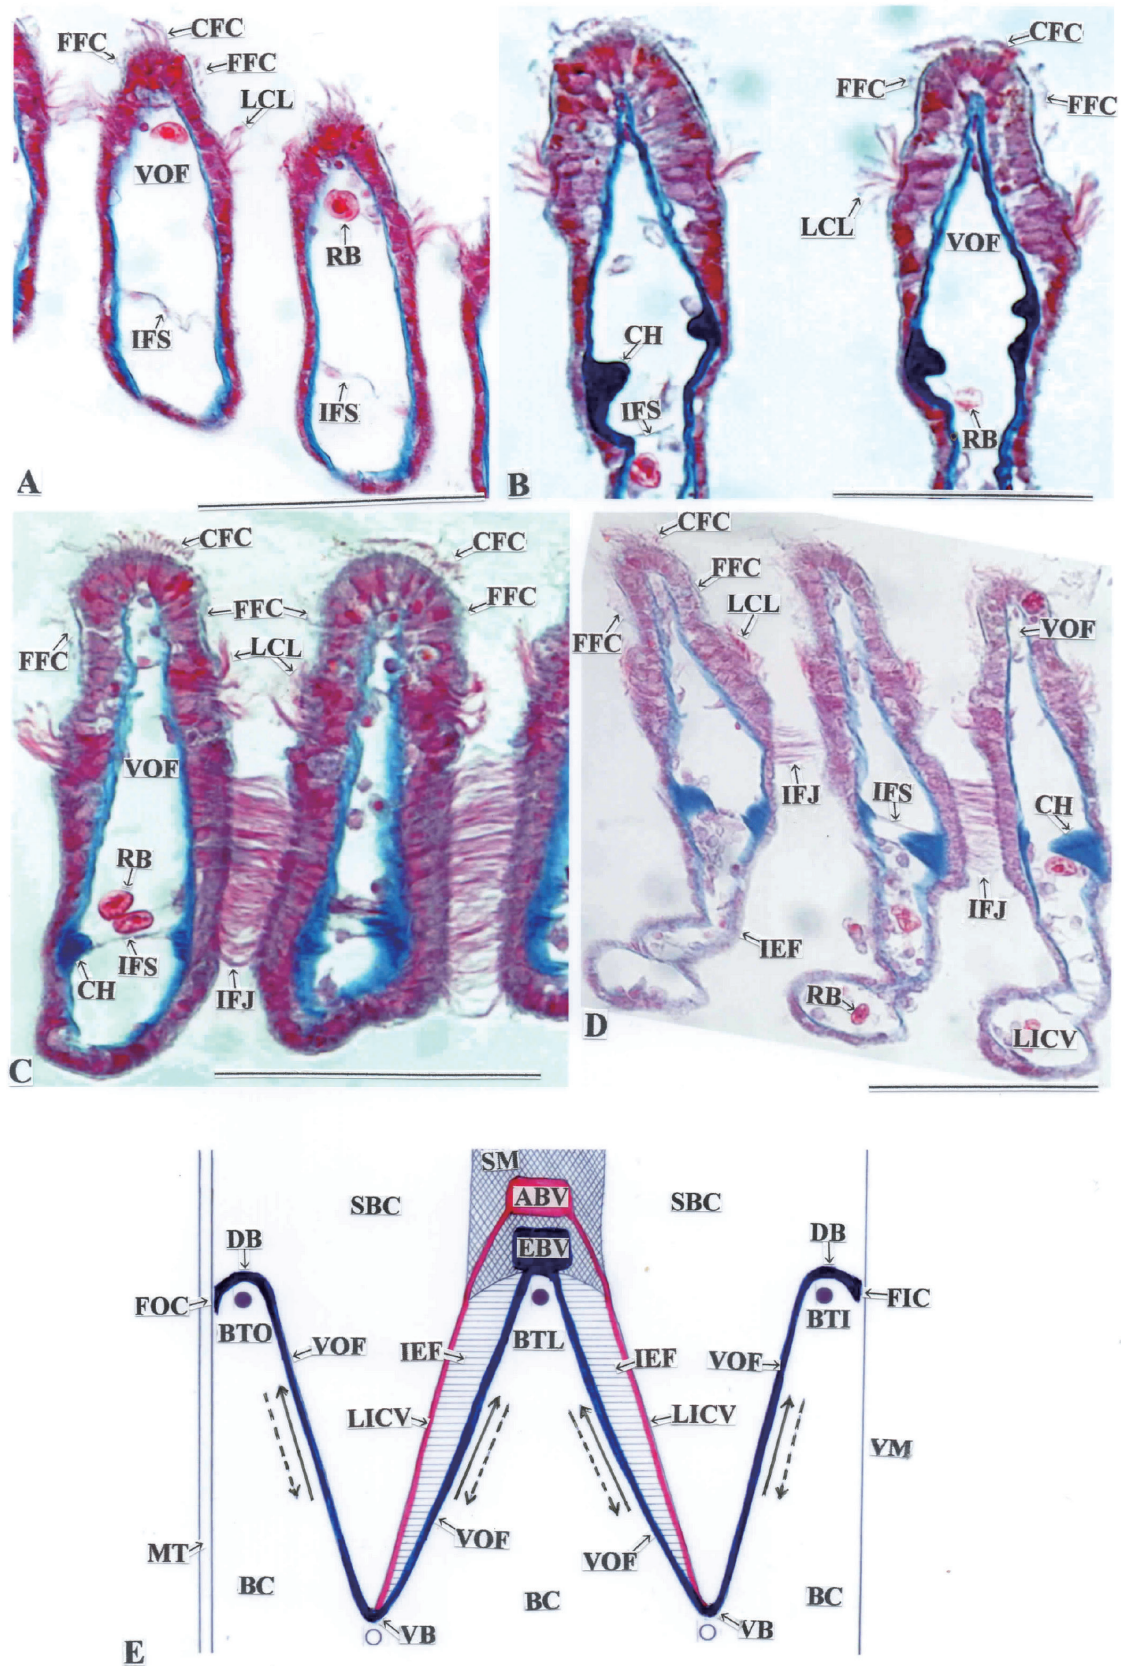 CFC
FFC
FFC
LCL
VOF
RB
IFS
IFS
A
CFC
FFC
FFC
LCL
VOF
CH
IFS
RB
B
CFC
CFC
FFC
FFC
LCL
FFC
VOF
RB
IFS
CH
IFJ
C
CFC
FFC
LCL
FFC
VOF
IFJ
IFS
CH
IFJ
IEF
RB
LICV
D
SM
SBC
ABV
SBC
DB
EBV
DB
FOC
FIC
BTO
BTL
BTI
VOF
IEF
IEF
VOF
LICV
LICV
VM
VOF
VOF
MT
BC
BC
BC
VB
VB
E